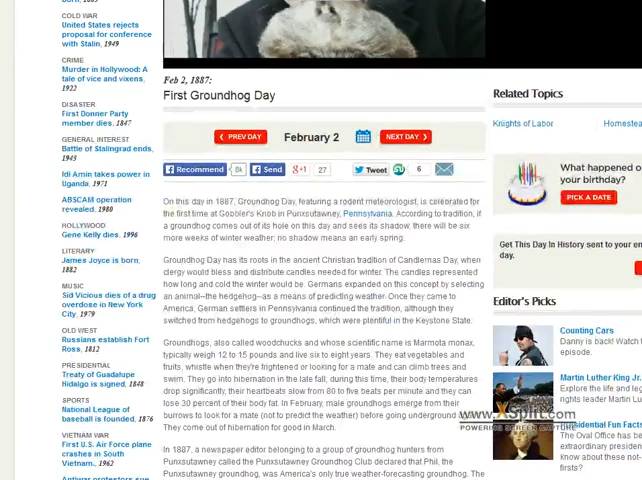 born, 1889
COLD WAR
United States rejects
proposal for conference
with Stalin, 1949
CRIME
Murder in Hollywood: A
tale of vice and vixens,
1922
DISASTER
First Donner Party
member dies. 1847
GENERAL INTEREST
Battle of Stalingrad ends,
1943
Idi Amin takes power in
Uganda, 1971
ABSCAM operation
revealed, 1980
HOLLYWOOD
Gene Kelly dies. 1996
LITERARY
James Joyce is born,
1882
MUSIC
Sid Vicious dies of a drug
overdose in New York
City, 1979
OLD WEST
Russians establish Fort
Ross, 1812
PRESIDENTIAL
Treaty of Guadalupe
Hidalgo is signed, 1848
SPORTS
National League of
baseball is founded, 1876
VIETNAM WAR
First U.S. Air Force plane
crashes in South
Vietnam., 1962
Antiwar protestors sue
Feb 2, 1887:
First Groundhog Day
PREV DAY
February 2
NEXT DAY
Recommend
8k
Send
+1
27
Tweet
6
On this day in 1887, Groundhog Day, featuring a rodent meteorologist, is celebrated for
the first time at Gobbler's Knob in Punxsutawney, Pennsylvania. According to tradition, if
a groundhog comes out of its hole on this day and sees its shadow, there will be six
more weeks of winter weather; no shadow means an early spring.
Groundhog Day has its roots in the ancient Christian tradition of Candlemas Day, when
clergy would bless and distribute candles needed for winter. The candles represented
how long and cold the winter would be. Germans expanded on this concept by selecting
an animal--the hedgehog--as a means of predicting weather. Once they came to
America, German settlers in Pennsylvania continued the tradition, although they
switched from hedgehogs to groundhogs, which were plentiful in the Keystone State.
Groundhogs, also called woodchucks and whose scientific name is Marmota monax,
typically weigh 12 to 15 pounds and live six to eight years. They eat vegetables and
fruits, whistle when they're frightened or looking for a mate and can climb trees and
swim. They go into hibernation in the late fall; during this time, their body temperatures
drop significantly, their heartbeats slow from 80 to five beats per minute and they can
lose 30 percent of their body fat. In February, male groundhogs emerge from their
burrows to look for a mate (not to predict the weather) before going underground
They come out of hibernation for good in March.
In 1887, a newspaper editor belonging to a group of groundhog hunters from
Punxsutawney called the Punxsutawney Groundhog Club declared that Phil, the
Punxsutawney groundhog, was America's only true weather-forecasting groundhog. The
Related Topics
Knights of Labor
Homestea
What happened o
your birthday?
PICK A DATE
Get This Day In History sent to your em
day.
Editor's Picks
Counting Cars
Danny is back! Watch
episode.
Martin Luther King Jr.
Explore the life and leg
rights leader Martin Lu
www.XSplit.com
POWERING SCREEN CAPTURE
Presidential Fun Facts
The Oval Office has be
extraordinary presiden
know about these not-
firsts?